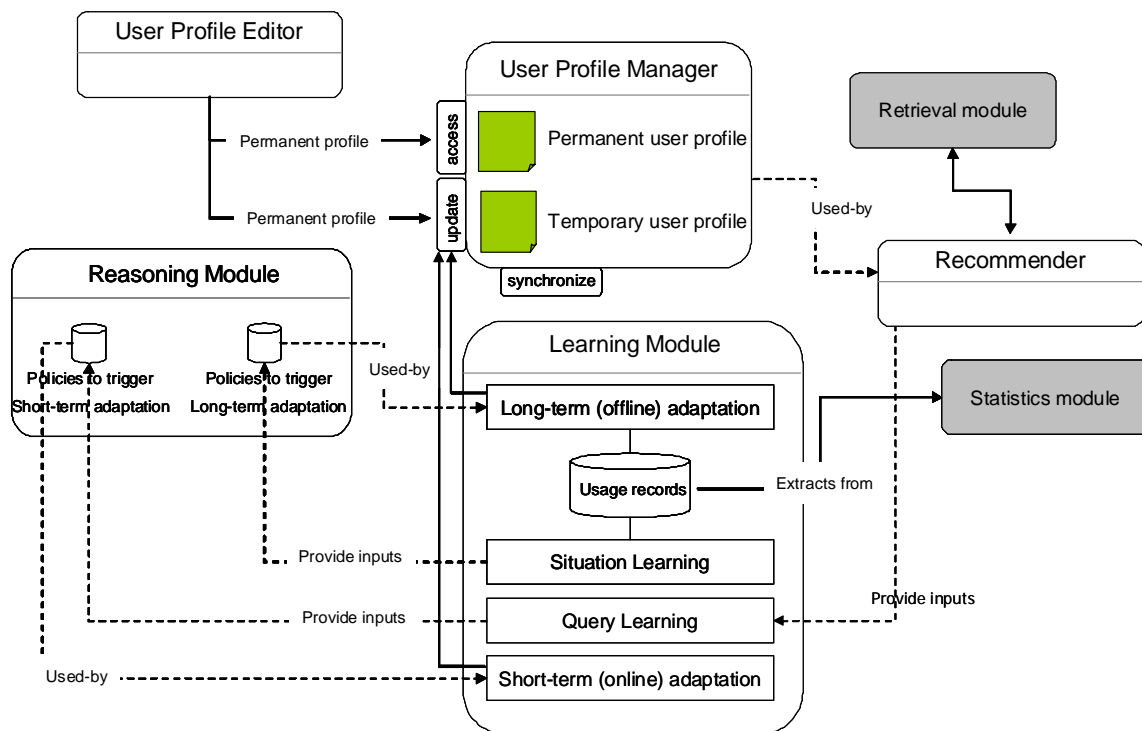 User Profile Editor
User Profile Manager
Retrieval module
access
Permanent profile
Permanent user profile
update
Permanent profile
Temporary user profile
Used-by
synchronize
Recommender
Reasoning Module
Learning Module
Used-by
Policies to trigger
Short-term adaptation
Policies to trigger
Long-term adaptation
Long-term (offline) adaptation
Statistics module
Usage records
Extracts from
Provide inputs
Situation Learning
Provide inputs
Provide inputs
Query Learning
Used-by
Short-term (online) adaptation